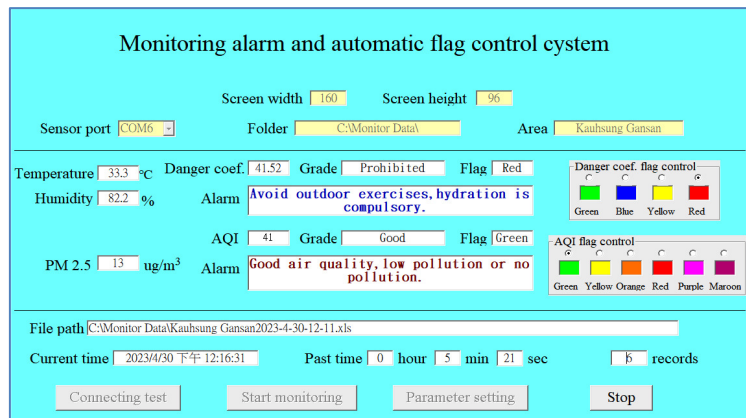 Monitoring alarm and automatic flag control cystem
Screen width 160 Screen height 96
Sensor port COM6 Folder C:\Monitor Data\ Area Kauhsung Gansan
Temperature 33.3 °C Danger coef. 41.52 Grade Prohibited Flag Red
Danger coef. flag control
Green Blue Yellow Red
Humidity 82.2 % Alarm Avoid outdoor exercises,hydration is
compulsory.
AQI 41 Grade Good Flag Green
AQI flag control
Green Yellow Orange Red Purple Maroon
PM 2.5 13 ug/m³ Alarm Good air quality,low pollution or no
pollution.
File path C:\Monitor Data\Kauhsung Gansan2023-4-30-12-11.xls
Current time 2023/4/30 下午 12:16:31 Past time 0 hour 5 min 21 sec 6 records
Connecting test Start monitoring Parameter setting Stop